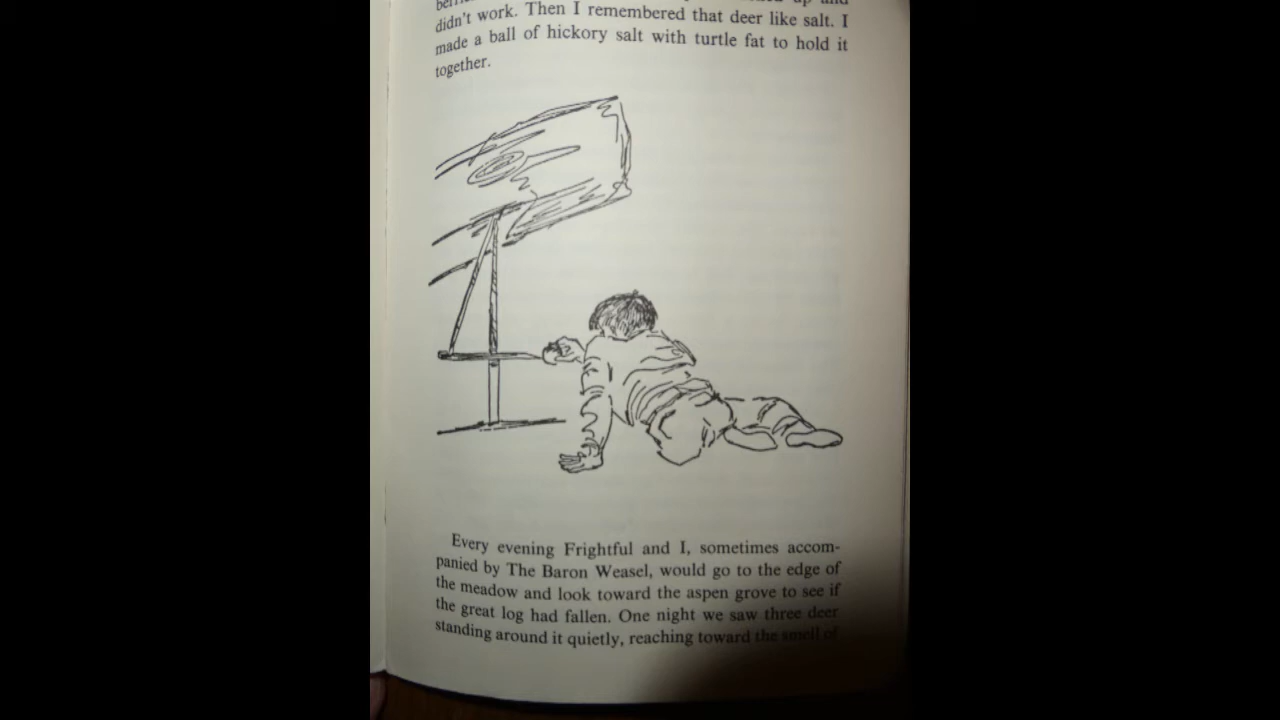 didn't work. Then I remembered that deer like salt. I
made a ball of hickory salt with turtle fat to hold it
together.
Every evening Frightful and I, sometimes accom-
panied by The Baron Weasel, would go to the edge of
the meadow and look toward the aspen grove to see if
the great log had fallen. One night we saw three deer
standing around it quietly, reaching toward the smell of